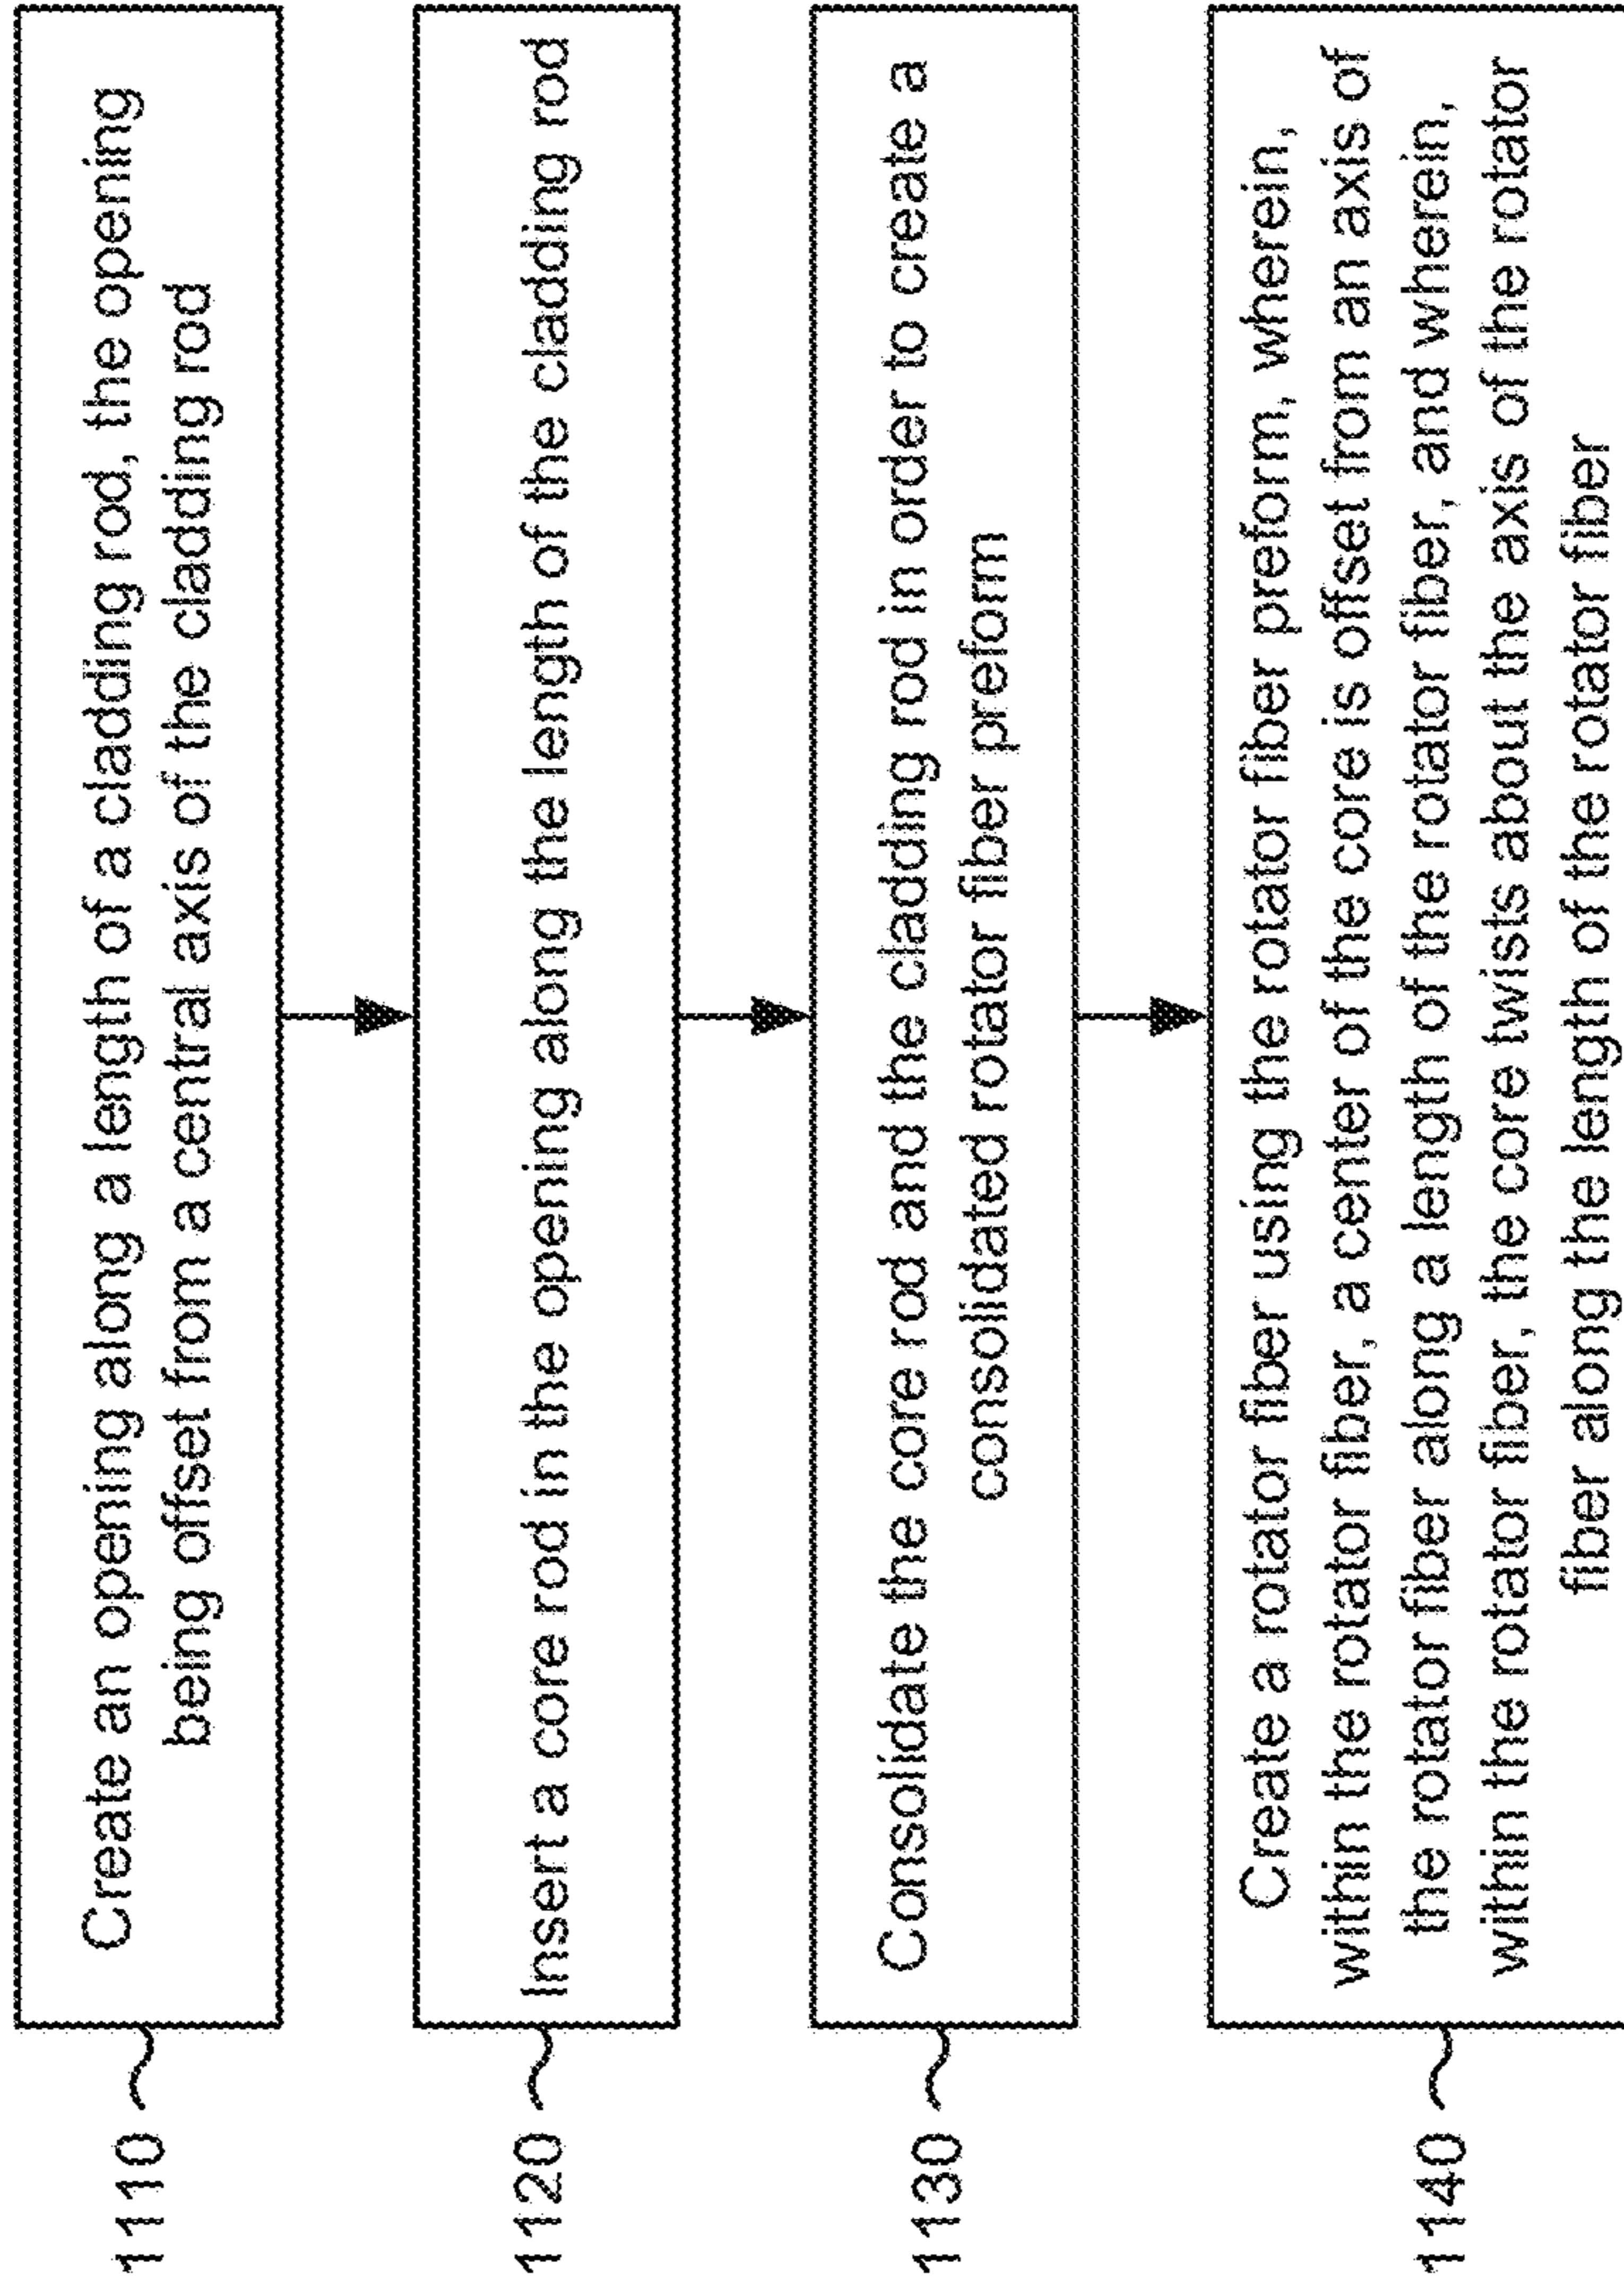 1110
Create an opening along a length of a cladding rod, the opening
being offset from a central axis of the cladding rod
1120
Insert a core rod in the opening along the length of the cladding rod
1130
Consolidate the core rod and the cladding rod in order to create a
consolidated rotator fiber preform
1140
Create a rotator fiber using the rotator fiber preform, wherein,
within the rotator fiber, a center of the core is offset from an axis of
the rotator fiber along a length of the rotator fiber, and wherein,
within the rotator fiber, the core twists about the axis of the rotator
fiber along the length of the rotator fiber